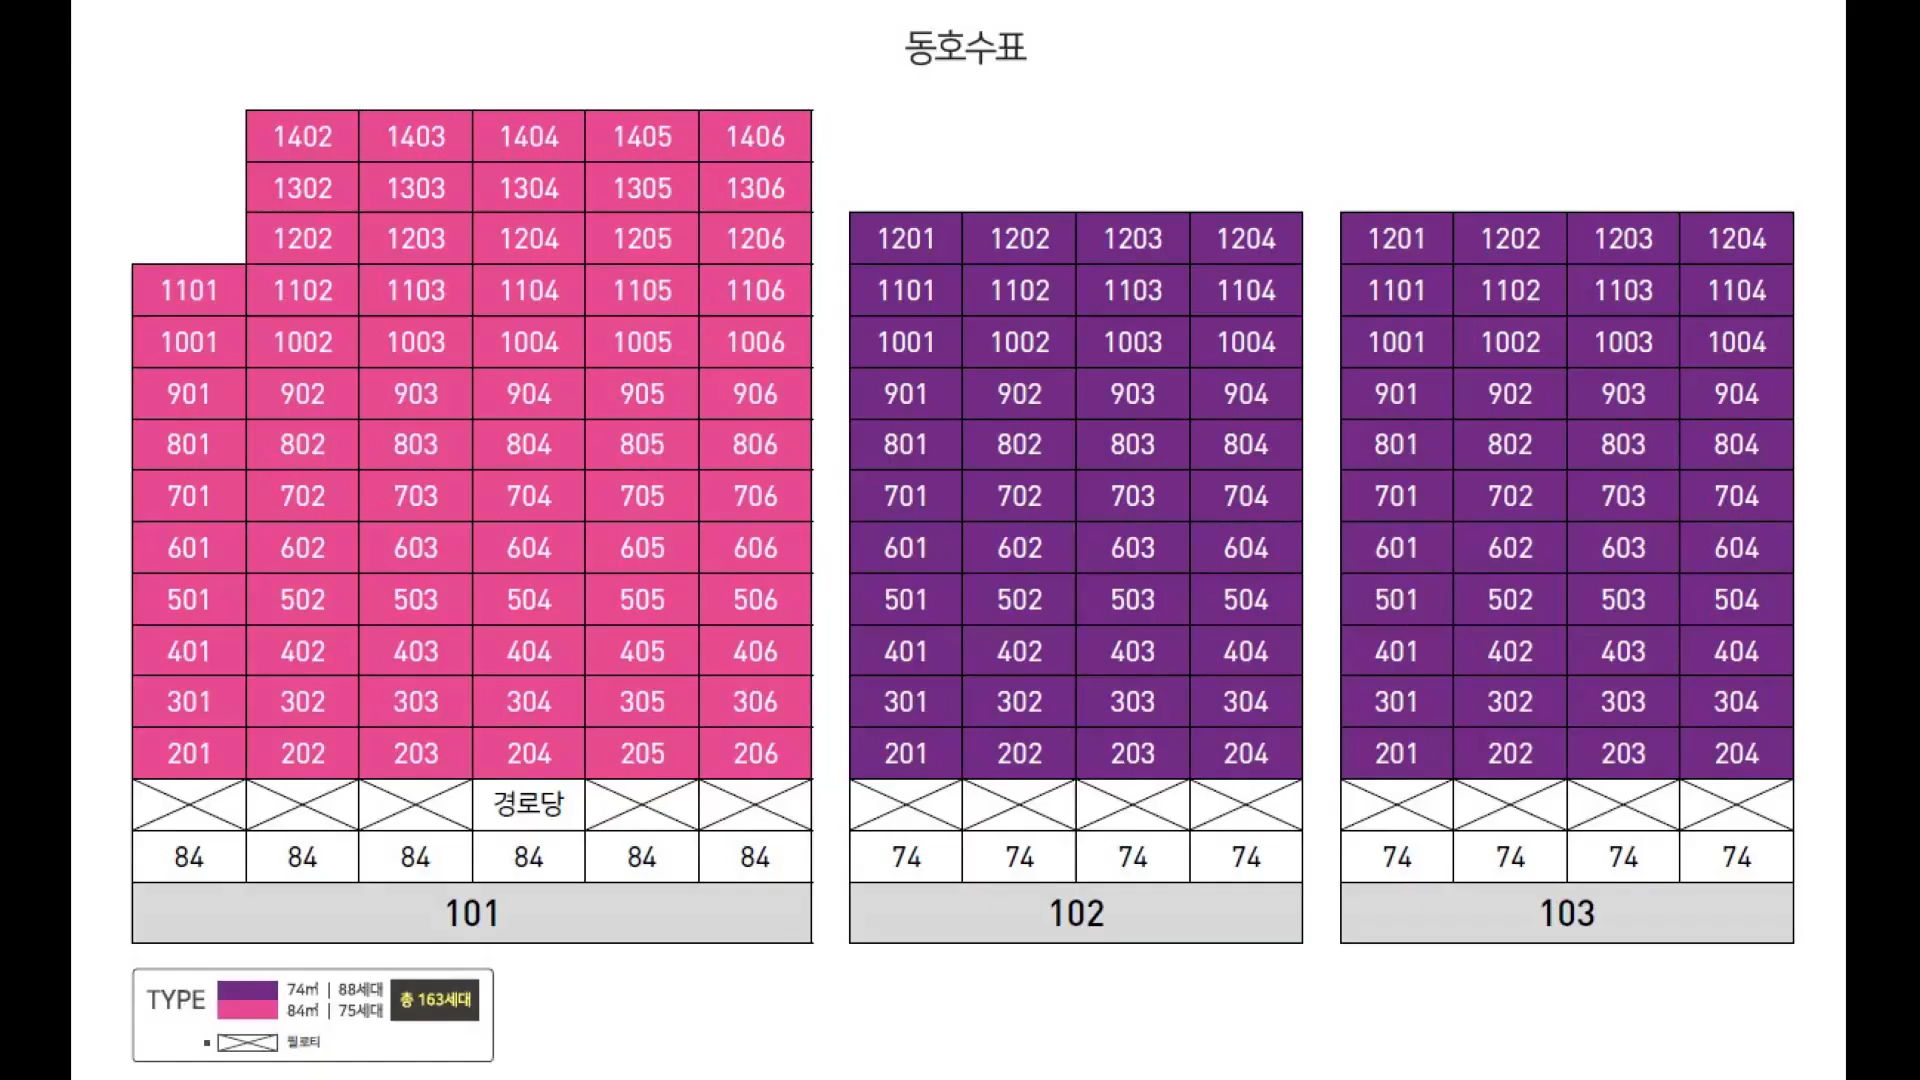 동호수표
1402 1403 1404 1405 1406
1302 1303 1304 1305 1306
1202 1203 1204 1205 1206 1201 1202 1203 1204 1201 1202 1203 1204
1101 1102 1103 1104 1105 1106 1101 1102 1103 1104 1101 1102 1103 1104
1001 1002 1003 1004 1005 1006 1001 1002 1003 1004 1001 1002 1003 1004
901 902 903 904 905 906 901 902 903 904 901 902 903 904
801 802 803 804 805 806 801 802 803 804 801 802 803 804
701 702 703 704 705 706 701 702 703 704 701 702 703 704
601 602 603 604 605 606 601 602 603 604 601 602 603 604
501 502 503 504 505 506 501 502 503 504 501 502 503 504
401 402 403 404 405 406 401 402 403 404 401 402 403 404
301 302 303 304 305 306 301 302 303 304 301 302 303 304
201 202 203 204 205 206 201 202 203 204 201 202 203 204
경로당
84 84 84 84 84 84 74 74 74 74 74 74 74 74
101 102 103
TYPE 74㎡ | 88세대 총 163세대
84㎡ | 75세대
필로티